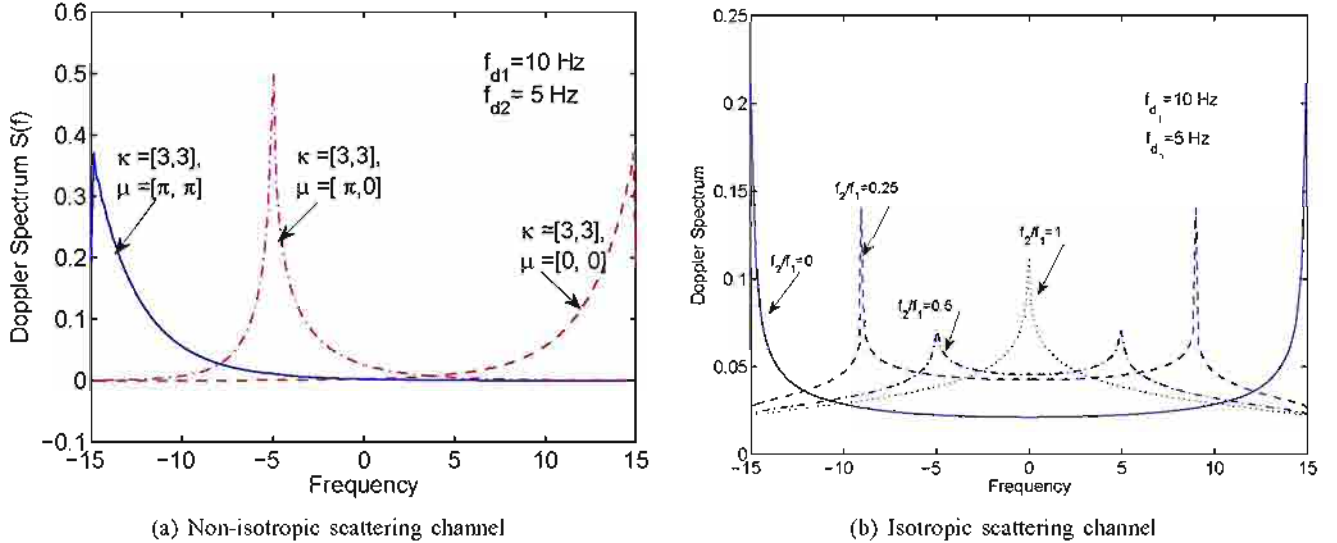 0.6
0.5
0.4
0.3
0.2
0.1
0
−0.1
Doppler Spectrum S(f)
f_d1=10 Hz
f_d2= 5 Hz
κ=[3,3],
μ=[π, π]
κ=[3,3],
μ=[ π,0]
κ=[3,3],
μ=[0, 0]
−15 −10 −5 0 5 10 15
Frequency
(a) Non-isotropic scattering channel
0.25
0.2
0.15
0.1
0.05
0
Doppler Spectrum
f_d1=10 Hz
f_d2=5 Hz
f_2/f_1=0.25
f_2/f_1=1
f_2/f_1=0
f_2/f_1=0.5
−15 −10 −5 0 5 10 15
Frequency
(b) Isotropic scattering channel